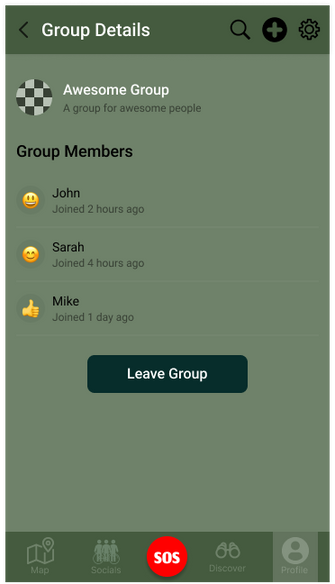 Group Details
Awesome Group
A group for awesome people
Group Members
John
Joined 2 hours ago
Sarah
Joined 4 hours ago
Mike
Joined 1 day ago
Leave Group
Map
Socials
SOS
Discover
Profile